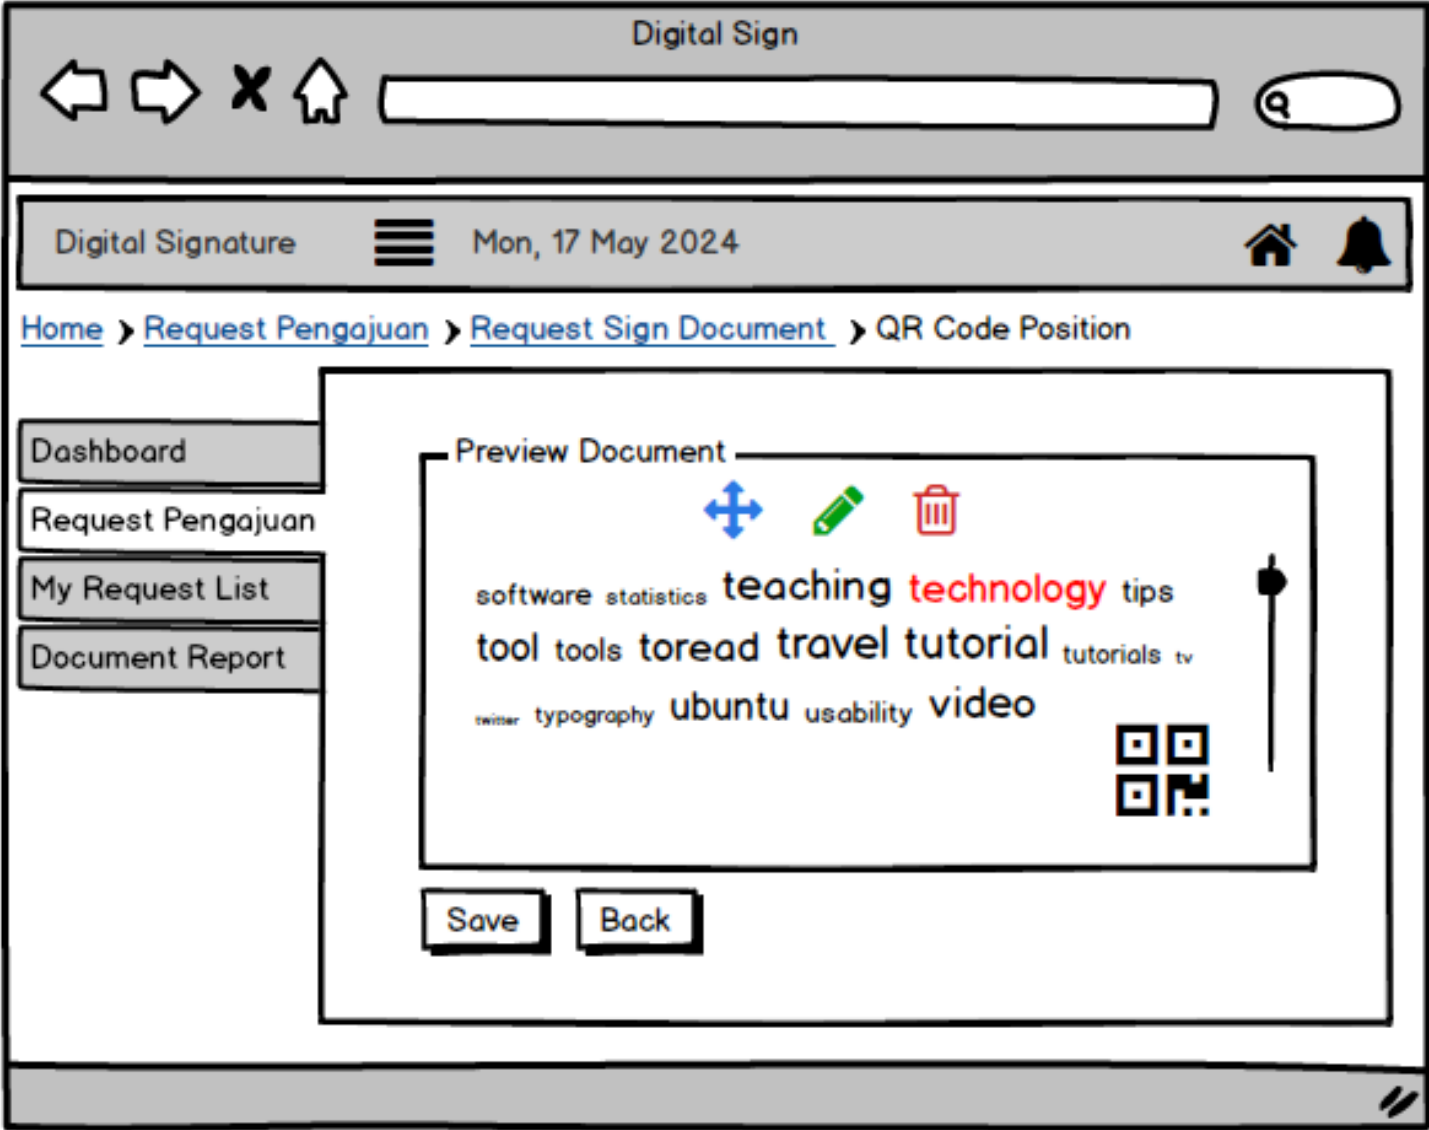 Digital Sign
Digital Signature Mon, 17 May 2024
Home Request Pengajuan Request Sign Document QR Code Position
Dashboard
Request Pengajuan
My Request List
Document Report
Preview Document
software statistics teaching technology tips
tool tools toread travel tutorial tutorials tv
twitter typography ubuntu usability video
Save Back